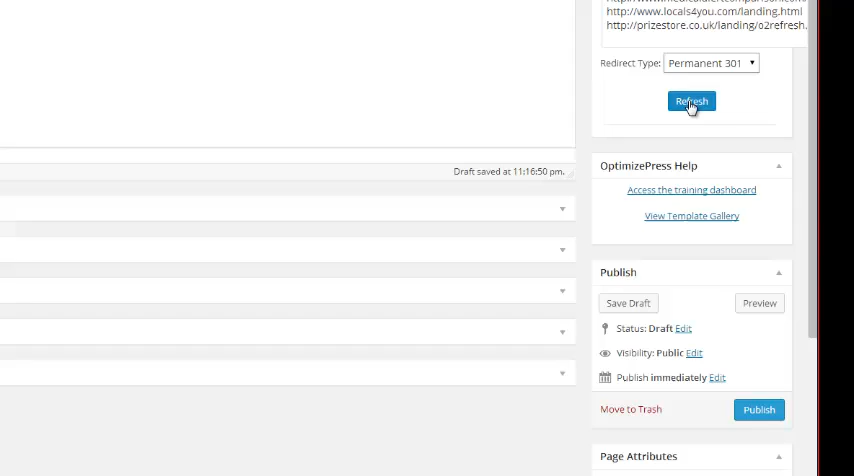 http://www.locals4you.com/landing.html
http://prizestore.co.uk/landing/o2refresh.
Redirect Type: Permanent 301
Refresh
Draft saved at 11:16:50 pm.
OptimizePress Help
Access the training dashboard
View Template Gallery
Publish
Save Draft Preview
Status: Draft Edit
Visibility: Public Edit
Publish immediately Edit
Move to Trash Publish
Page Attributes